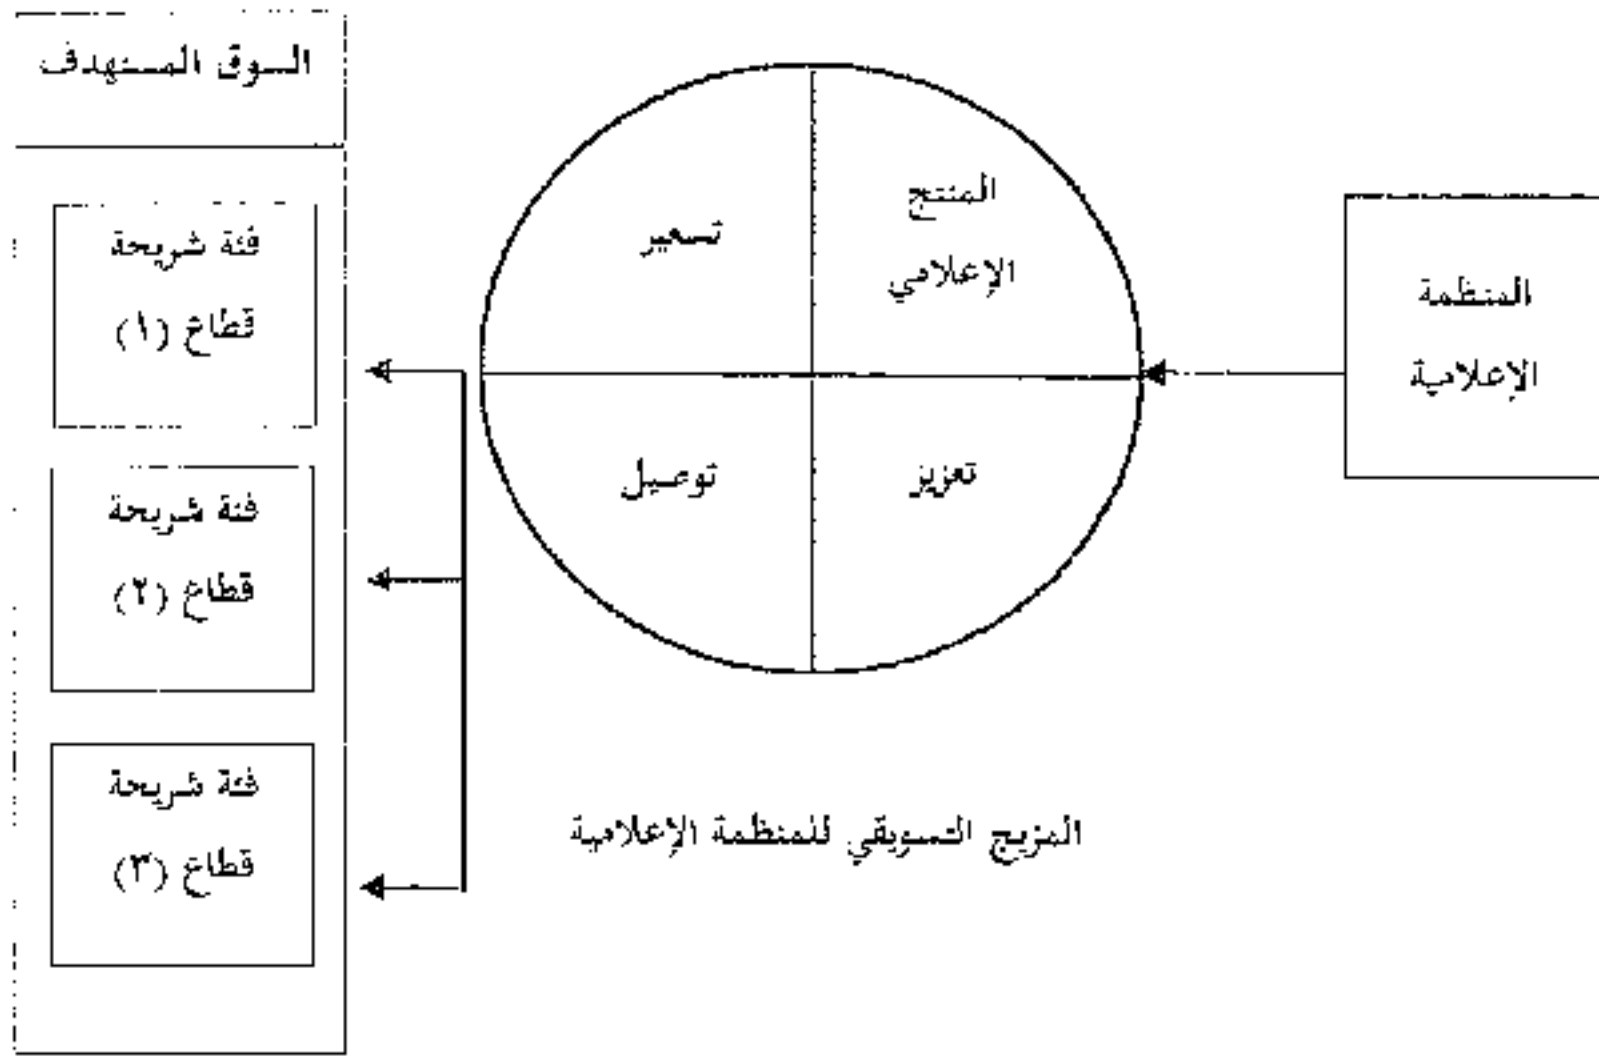 المنظمة
الإعلامية
المنتج
الإعلامي
تسعير
تعزيز
توصيل
المزيج التسويقي للمنظمة الإعلامية
السوق المستهدف
فئة شريحة
قطاع (١)
فئة شريحة
قطاع (٢)
فئة شريحة
قطاع (٣)